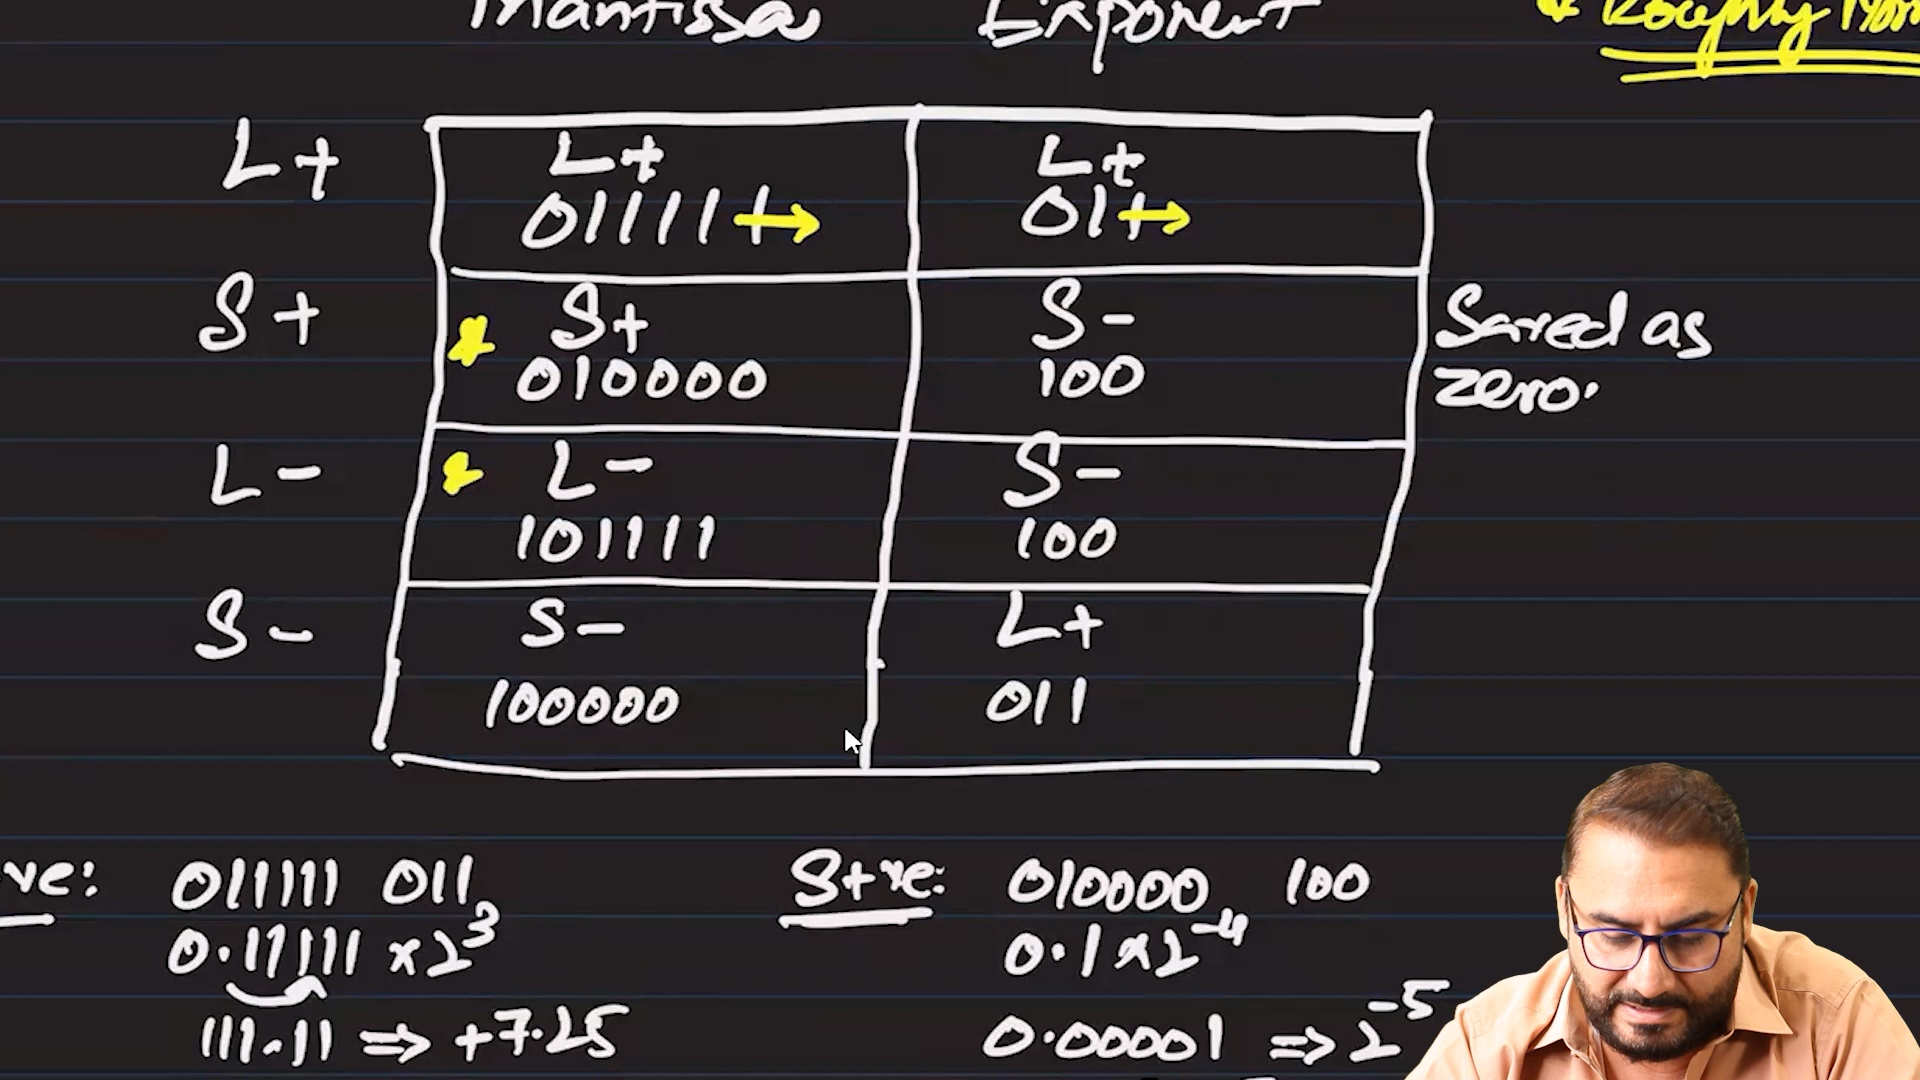 Mantissa Exponent
L+ L+ L+
01111+→ 01+→
S+ S+ S-
010000 100
Saved as
zero.
L- L- S-
101111 100
S- S- L+
100000 011
ve: 011111 011
0.11111 x2^3
111.11 ⇒ +7.25
S+ve: 010000 100
0.1x2^-4
0.00001 ⇒ 2^-5